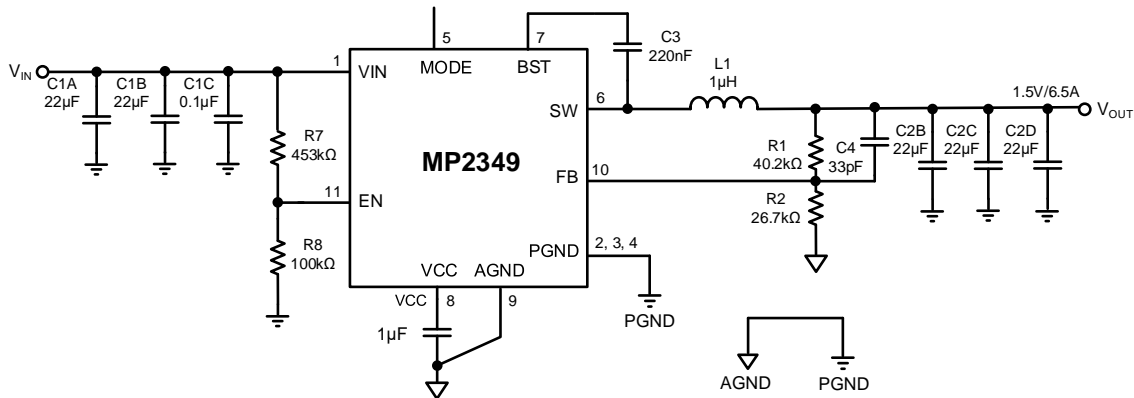 5
7
C3
220nF
MODE
BST
V_IN
C1A
22µF
C1B
22µF
C1C
0.1µF
1
VIN
L1
1µH
6
SW
1.5V/6.5A
V_OUT
R7
453kΩ
MP2349
R1
40.2kΩ
C4
33pF
C2B
22µF
C2C
22µF
C2D
22µF
FB
10
11
EN
R2
26.7kΩ
R8
100kΩ
PGND
2, 3, 4
VCC
AGND
VCC
8
9
PGND
1µF
AGND
PGND